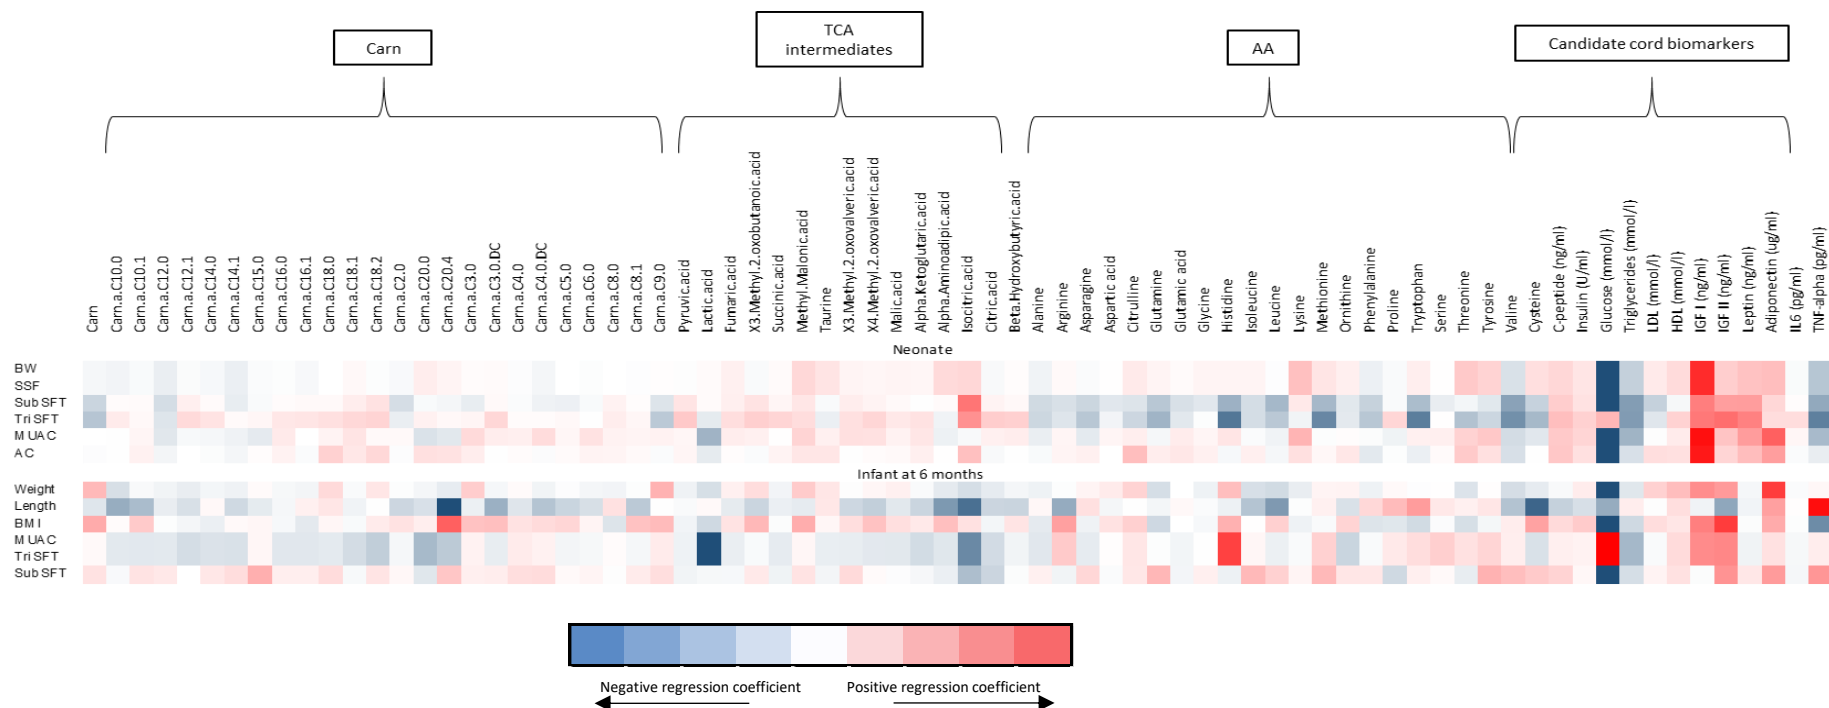 Carn
TCA
intermediates
AA
Candidate cord biomarkers
Carn
Carn.a.C10.0
Carn.a.C10.1
Carn.a.C12.0
Carn.a.C12.1
Carn.a.C14.0
Carn.a.C14.1
Carn.a.C15.0
Carn.a.C16.0
Carn.a.C16.1
Carn.a.C18.0
Carn.a.C18.1
Carn.a.C18.2
Carn.a.C2.0
Carn.a.C20.0
Carn.a.C20.4
Carn.a.C3.0
Carn.a.C3.0.DC
Carn.a.C4.0
Carn.a.C4.0.DC
Carn.a.C5.0
Carn.a.C6.0
Carn.a.C8.0
Carn.a.C8.1
Carn.a.C9.0
Pyruvic.acid
Lactic.acid
Fumaric.acid
X3.Methyl.2.oxobutanoic.acid
Succinic.acid
Methyl.Malonic.acid
Taurine
X3.Methyl.2.oxovalveric.acid
X4.Methyl.2.oxovalveric.acid
Malic.acid
Alpha.Ketoglutaric.acid
Alpha.Aminoadipic.acid
Isocitric.acid
Citric.acid
Beta.Hydroxybutyric.acid
Alanine
Arginine
Asparagine
Aspartic acid
Citrulline
Glutamine
Glutamic acid
Glycine
Histidine
Isoleucine
Leucine
Lysine
Methionine
Ornithine
Phenylalanine
Proline
Tryptophan
Serine
Threonine
Tyrosine
Valine
Cysteine
C-peptide (ng/ml)
Insulin (U/ml)
Glucose (mmol/l)
Triglycerides (mmol/l)
LDL (mmol/l)
HDL (mmol/l)
IGF I (ng/ml)
IGF II (ng/ml)
Leptin (ng/ml)
Adiponectin (ug/ml)
IL6 (pg/ml)
TNF-alpha (pg/ml)
Neonate
BW
SSF
Sub SFT
Tri SFT
MUAC
AC
Infant at 6 months
Weight
Length
BMI
MUAC
Tri SFT
Sub SFT
Negative regression coefficient
Positive regression coefficient